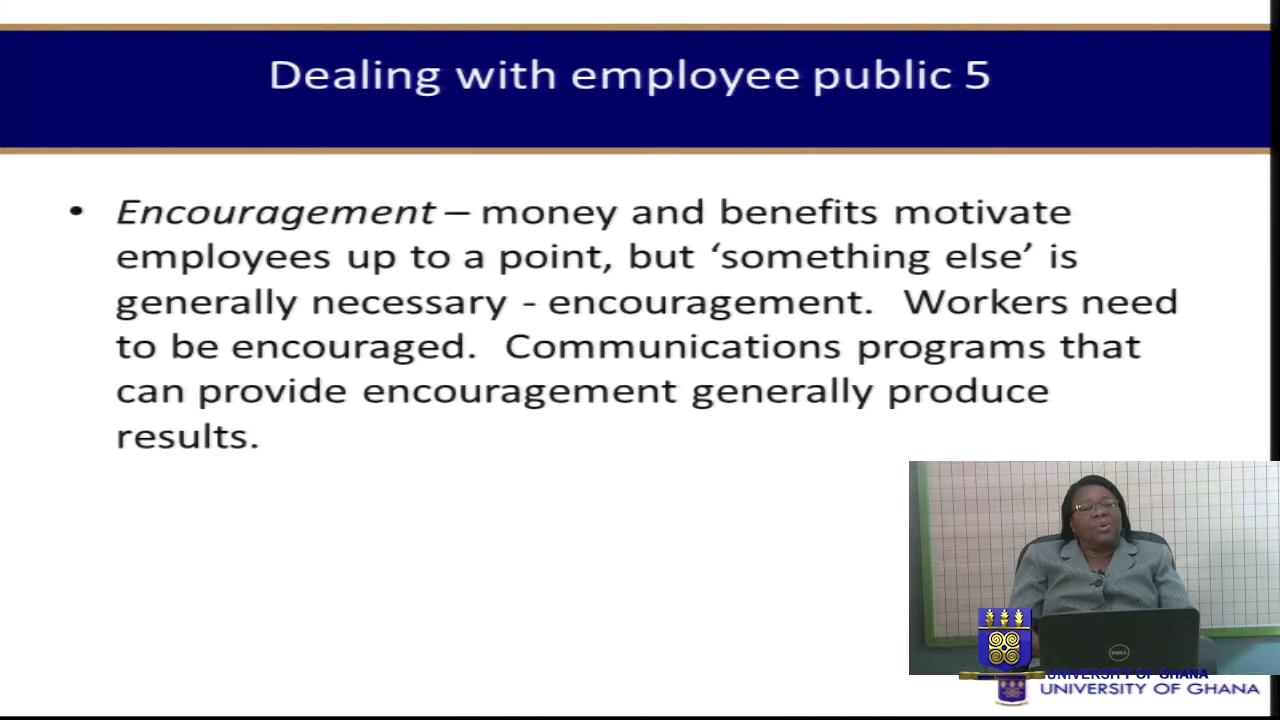 Dealing with employee public 5
• Encouragement – money and benefits motivate
employees up to a point, but ‘something else’ is
generally necessary - encouragement.  Workers need
to be encouraged.  Communications programs that
can provide encouragement generally produce
results.
DELL
UNIVERSITY OF GHANA
UNIVERSITY OF GHANA